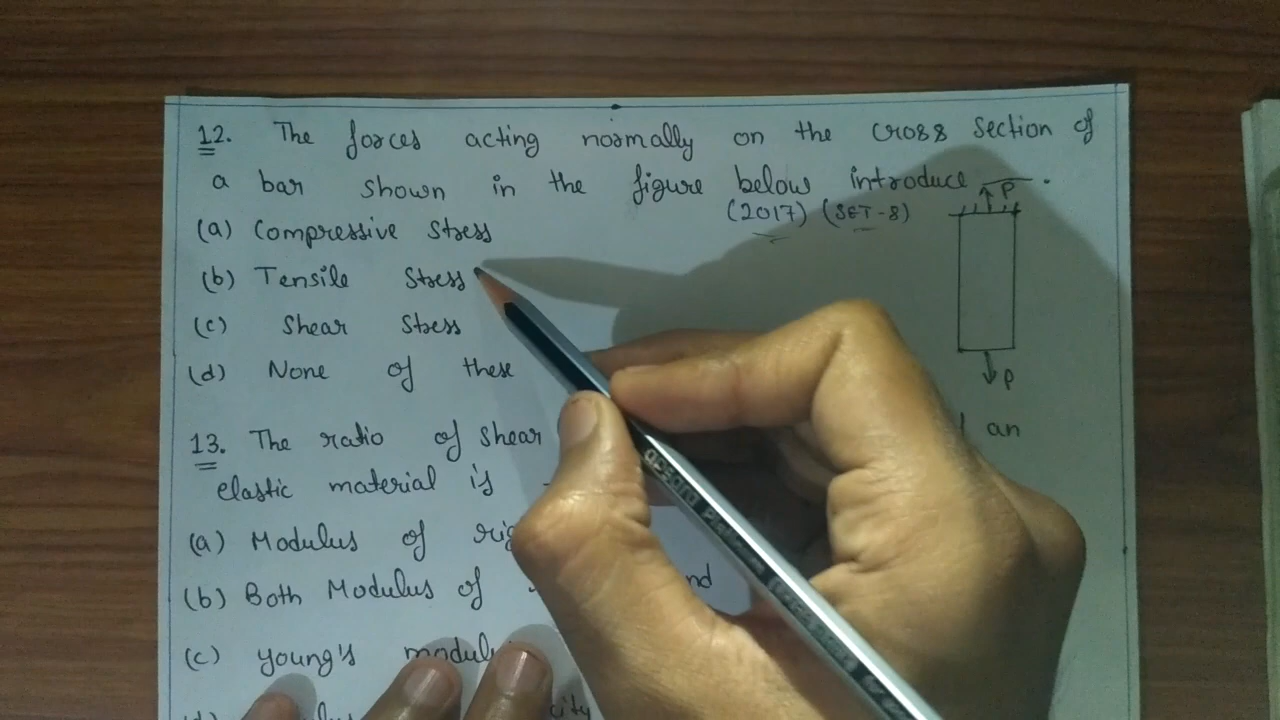 12. The forces acting normally on the cross section of
a bar shown in the figure below introduce —.
(2017) (SET-8)
P
(a) Compressive Stress
(b) Tensile Stress
(c) Shear Stress
(d) None of these
P
13. The ratio of shear an
elastic material is
(a) Modulus of
(b) Both Modulus of
(c) Young's